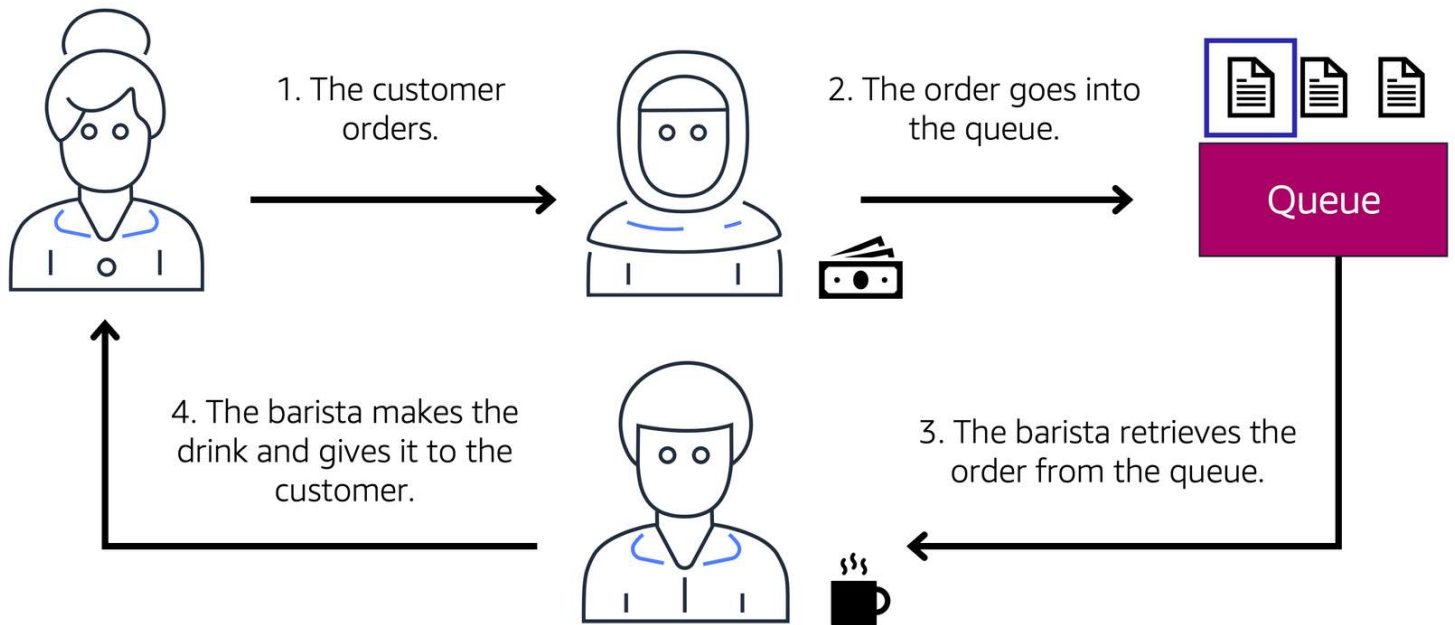 1. The customer
orders.
2. The order goes into
the queue.
Queue
3. The barista retrieves the
order from the queue.
4. The barista makes the
drink and gives it to the
customer.